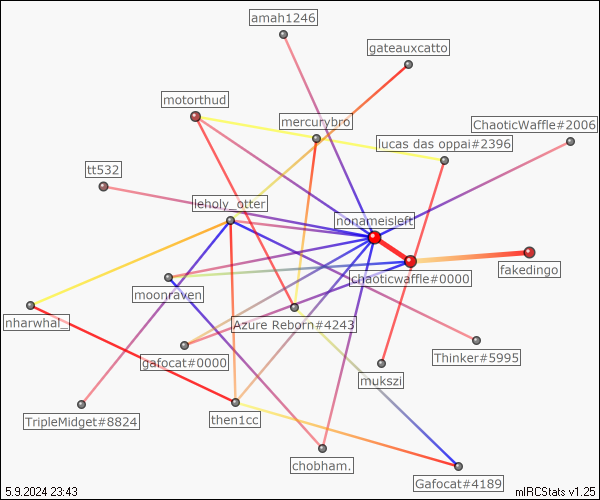 amah1246
gateauxcatto
motorthud
mercurybro
ChaoticWaffle#2006
lucas das oppai#2396
tt532
leholy_otter
nonameisleft
chaoticwaffle#0000
fakedingo
moonraven
nharwhal_
Azure Reborn#4243
gafocat#0000
Thinker#5995
mukszi
TripleMidget#8824
then1cc
chobham.
Gafocat#4189
5.9.2024 23:43
mIRCStats v1.25